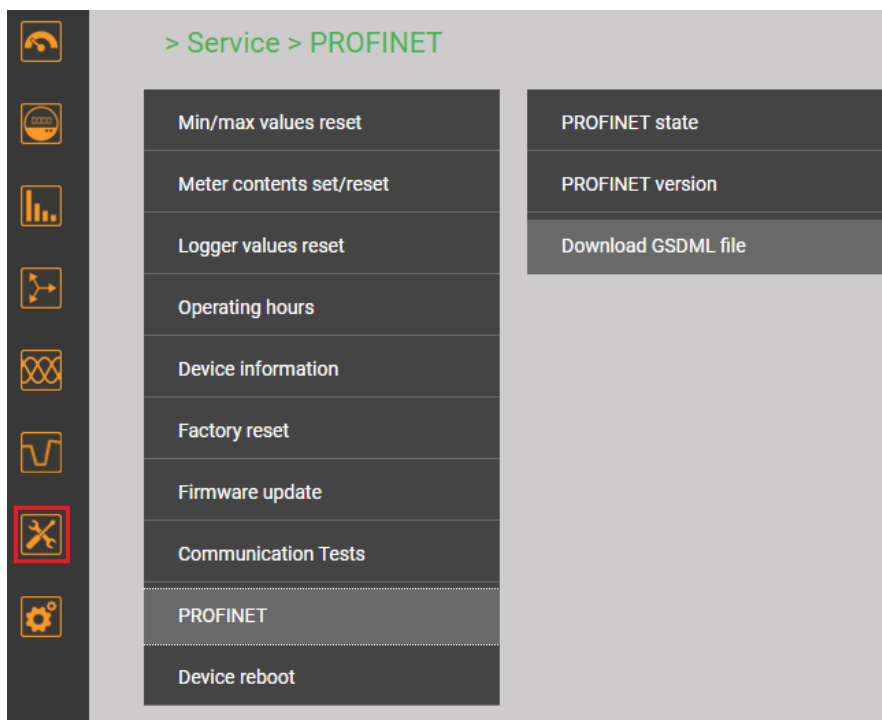 > Service > PROFINET
Min/max values reset
Meter contents set/reset
Logger values reset
Operating hours
Device information
Factory reset
Firmware update
Communication Tests
PROFINET
Device reboot
PROFINET state
PROFINET version
Download GSDML file